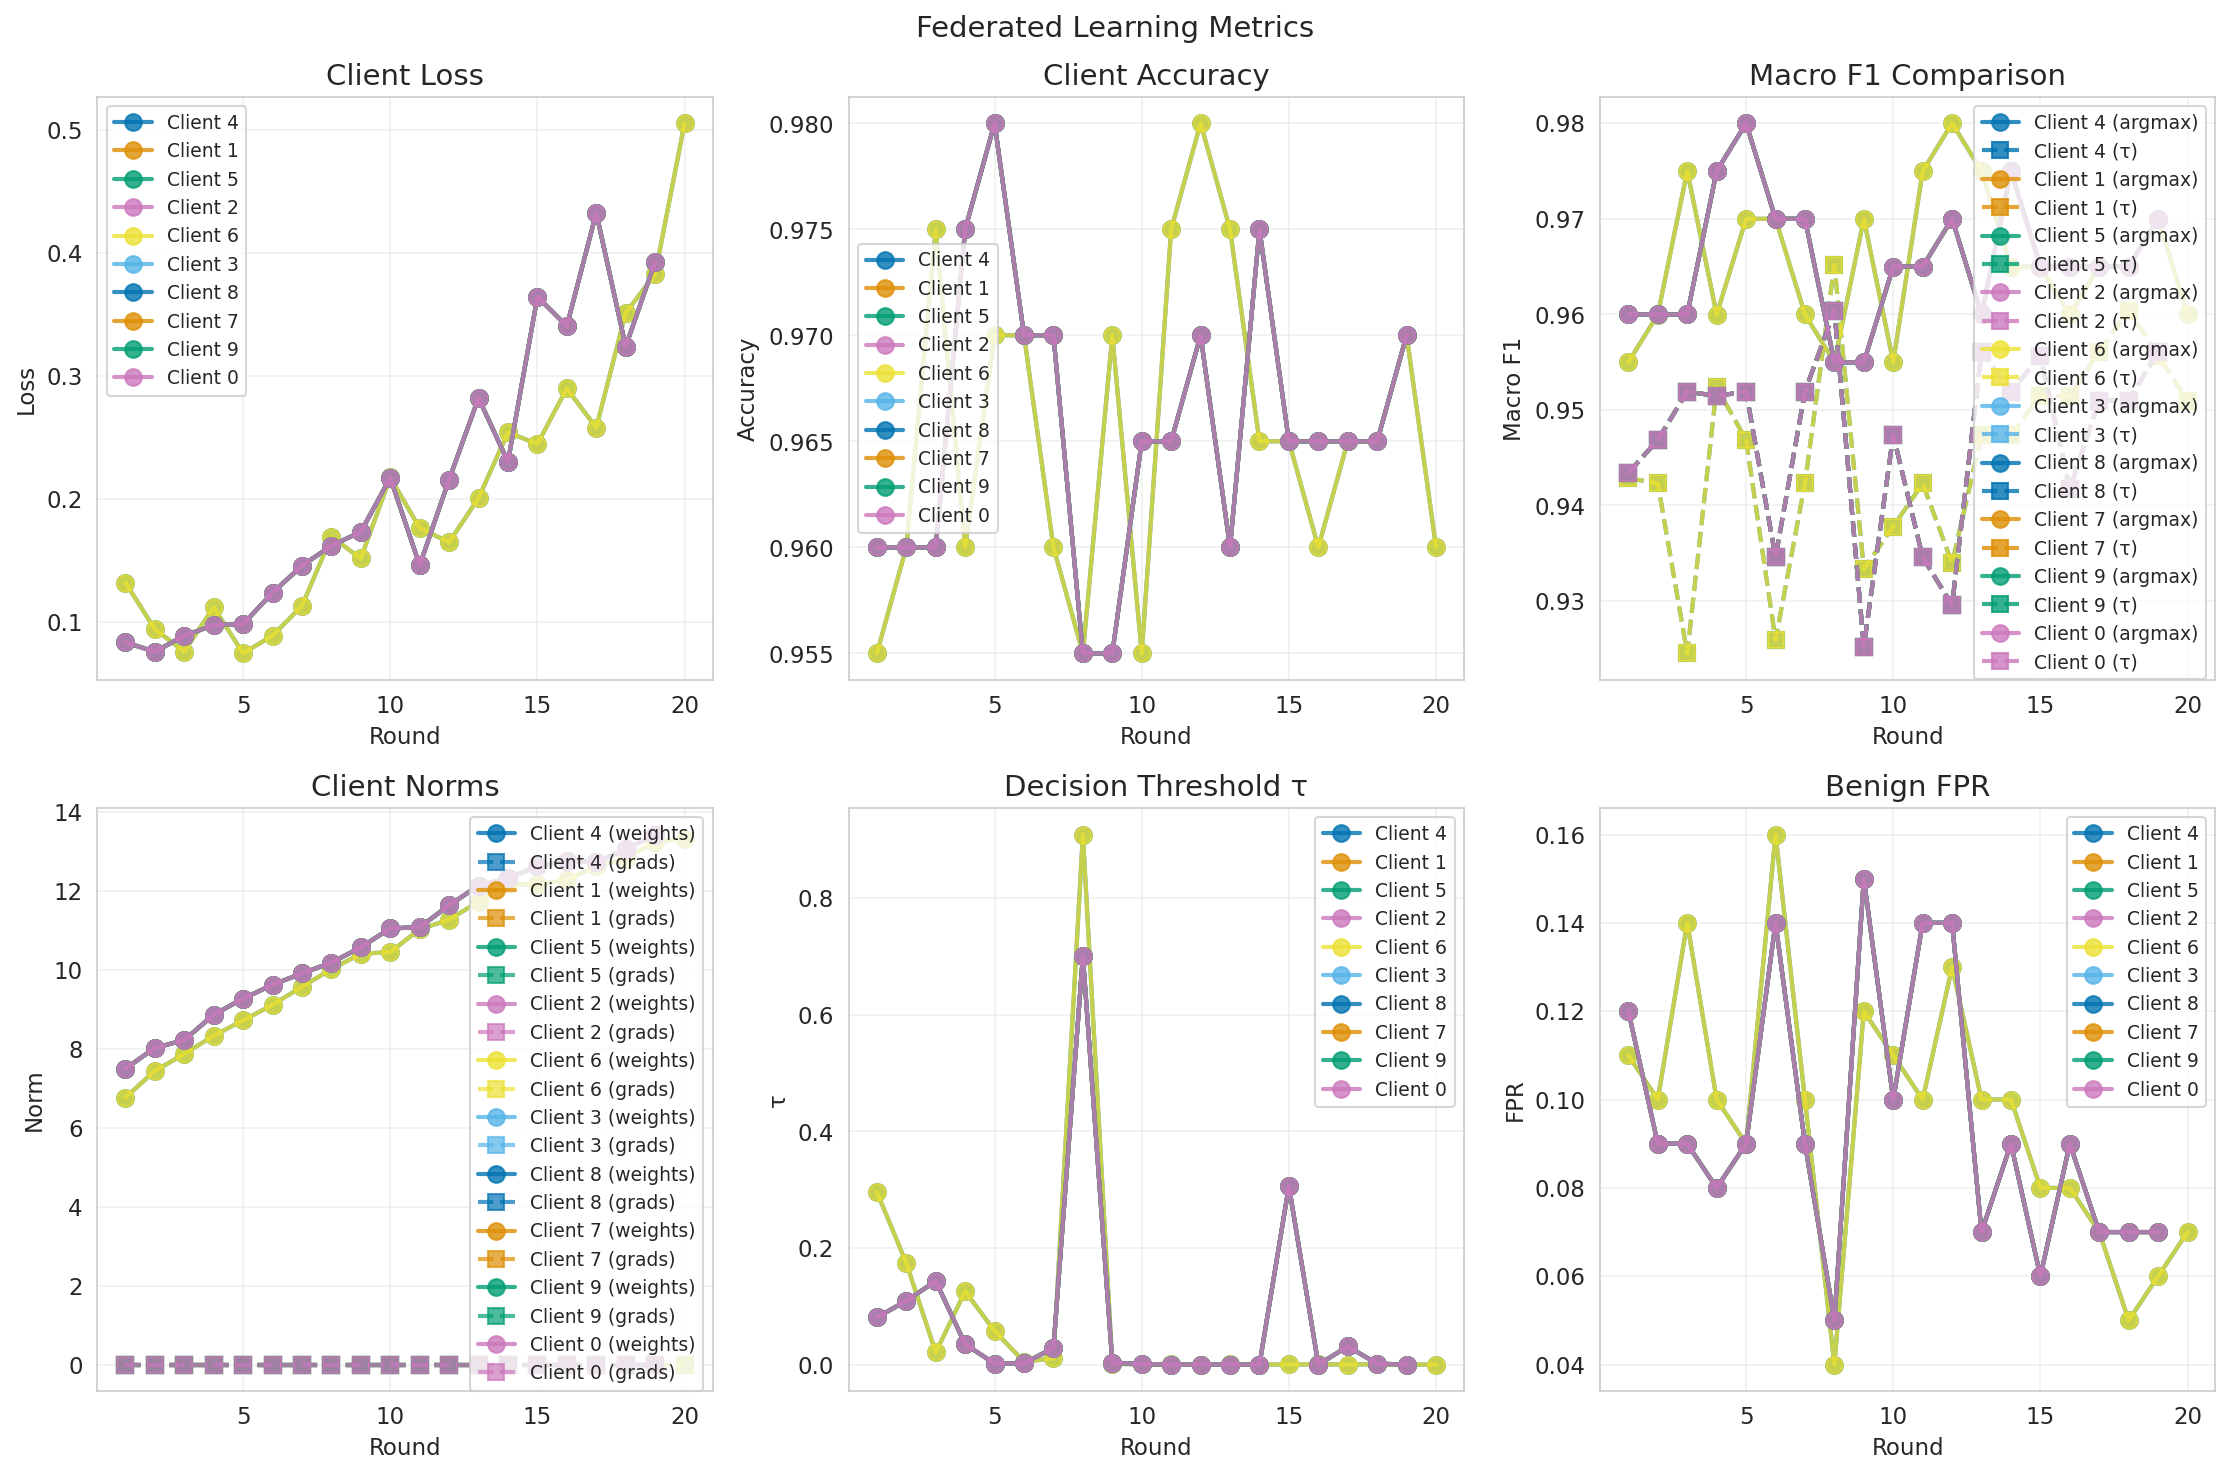 Federated Learning Metrics
Client Loss
0.5
0.4
0.3
0.2
0.1
Loss
5
10
15
20
Round
Client 4
Client 1
Client 5
Client 2
Client 6
Client 3
Client 8
Client 7
Client 9
Client 0
Client Accuracy
0.980
0.975
0.970
0.965
0.960
0.955
Accuracy
5
10
15
20
Round
Client 4
Client 1
Client 5
Client 2
Client 6
Client 3
Client 8
Client 7
Client 9
Client 0
Macro F1 Comparison
0.98
0.97
0.96
0.95
0.94
0.93
Macro F1
5
10
15
20
Round
Client 4 (argmax)
Client 4 (τ)
Client 1 (argmax)
Client 1 (τ)
Client 5 (argmax)
Client 5 (τ)
Client 2 (argmax)
Client 2 (τ)
Client 6 (argmax)
Client 6 (τ)
Client 3 (argmax)
Client 3 (τ)
Client 8 (argmax)
Client 8 (τ)
Client 7 (argmax)
Client 7 (τ)
Client 9 (argmax)
Client 9 (τ)
Client 0 (argmax)
Client 0 (τ)
Client Norms
14
12
10
8
6
4
2
0
Norm
5
10
15
20
Round
Client 4 (weights)
Client 4 (grads)
Client 1 (weights)
Client 1 (grads)
Client 5 (weights)
Client 5 (grads)
Client 2 (weights)
Client 2 (grads)
Client 6 (weights)
Client 6 (grads)
Client 3 (weights)
Client 3 (grads)
Client 8 (weights)
Client 8 (grads)
Client 7 (weights)
Client 7 (grads)
Client 9 (weights)
Client 9 (grads)
Client 0 (weights)
Client 0 (grads)
Decision Threshold τ
0.8
0.6
0.4
0.2
0.0
τ
5
10
15
20
Round
Client 4
Client 1
Client 5
Client 2
Client 6
Client 3
Client 8
Client 7
Client 9
Client 0
Benign FPR
0.16
0.14
0.12
0.10
0.08
0.06
0.04
FPR
5
10
15
20
Round
Client 4
Client 1
Client 5
Client 2
Client 6
Client 3
Client 8
Client 7
Client 9
Client 0